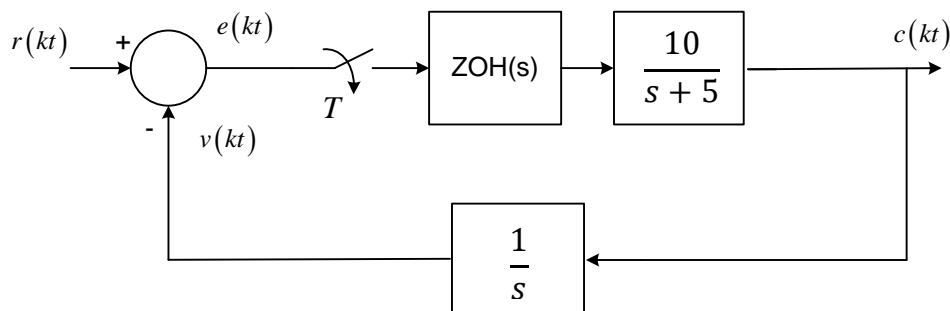 r(kt)
+
e(kt)
T
ZOH(s)
10
s + 5
c(kt)
-
v(kt)
1
s